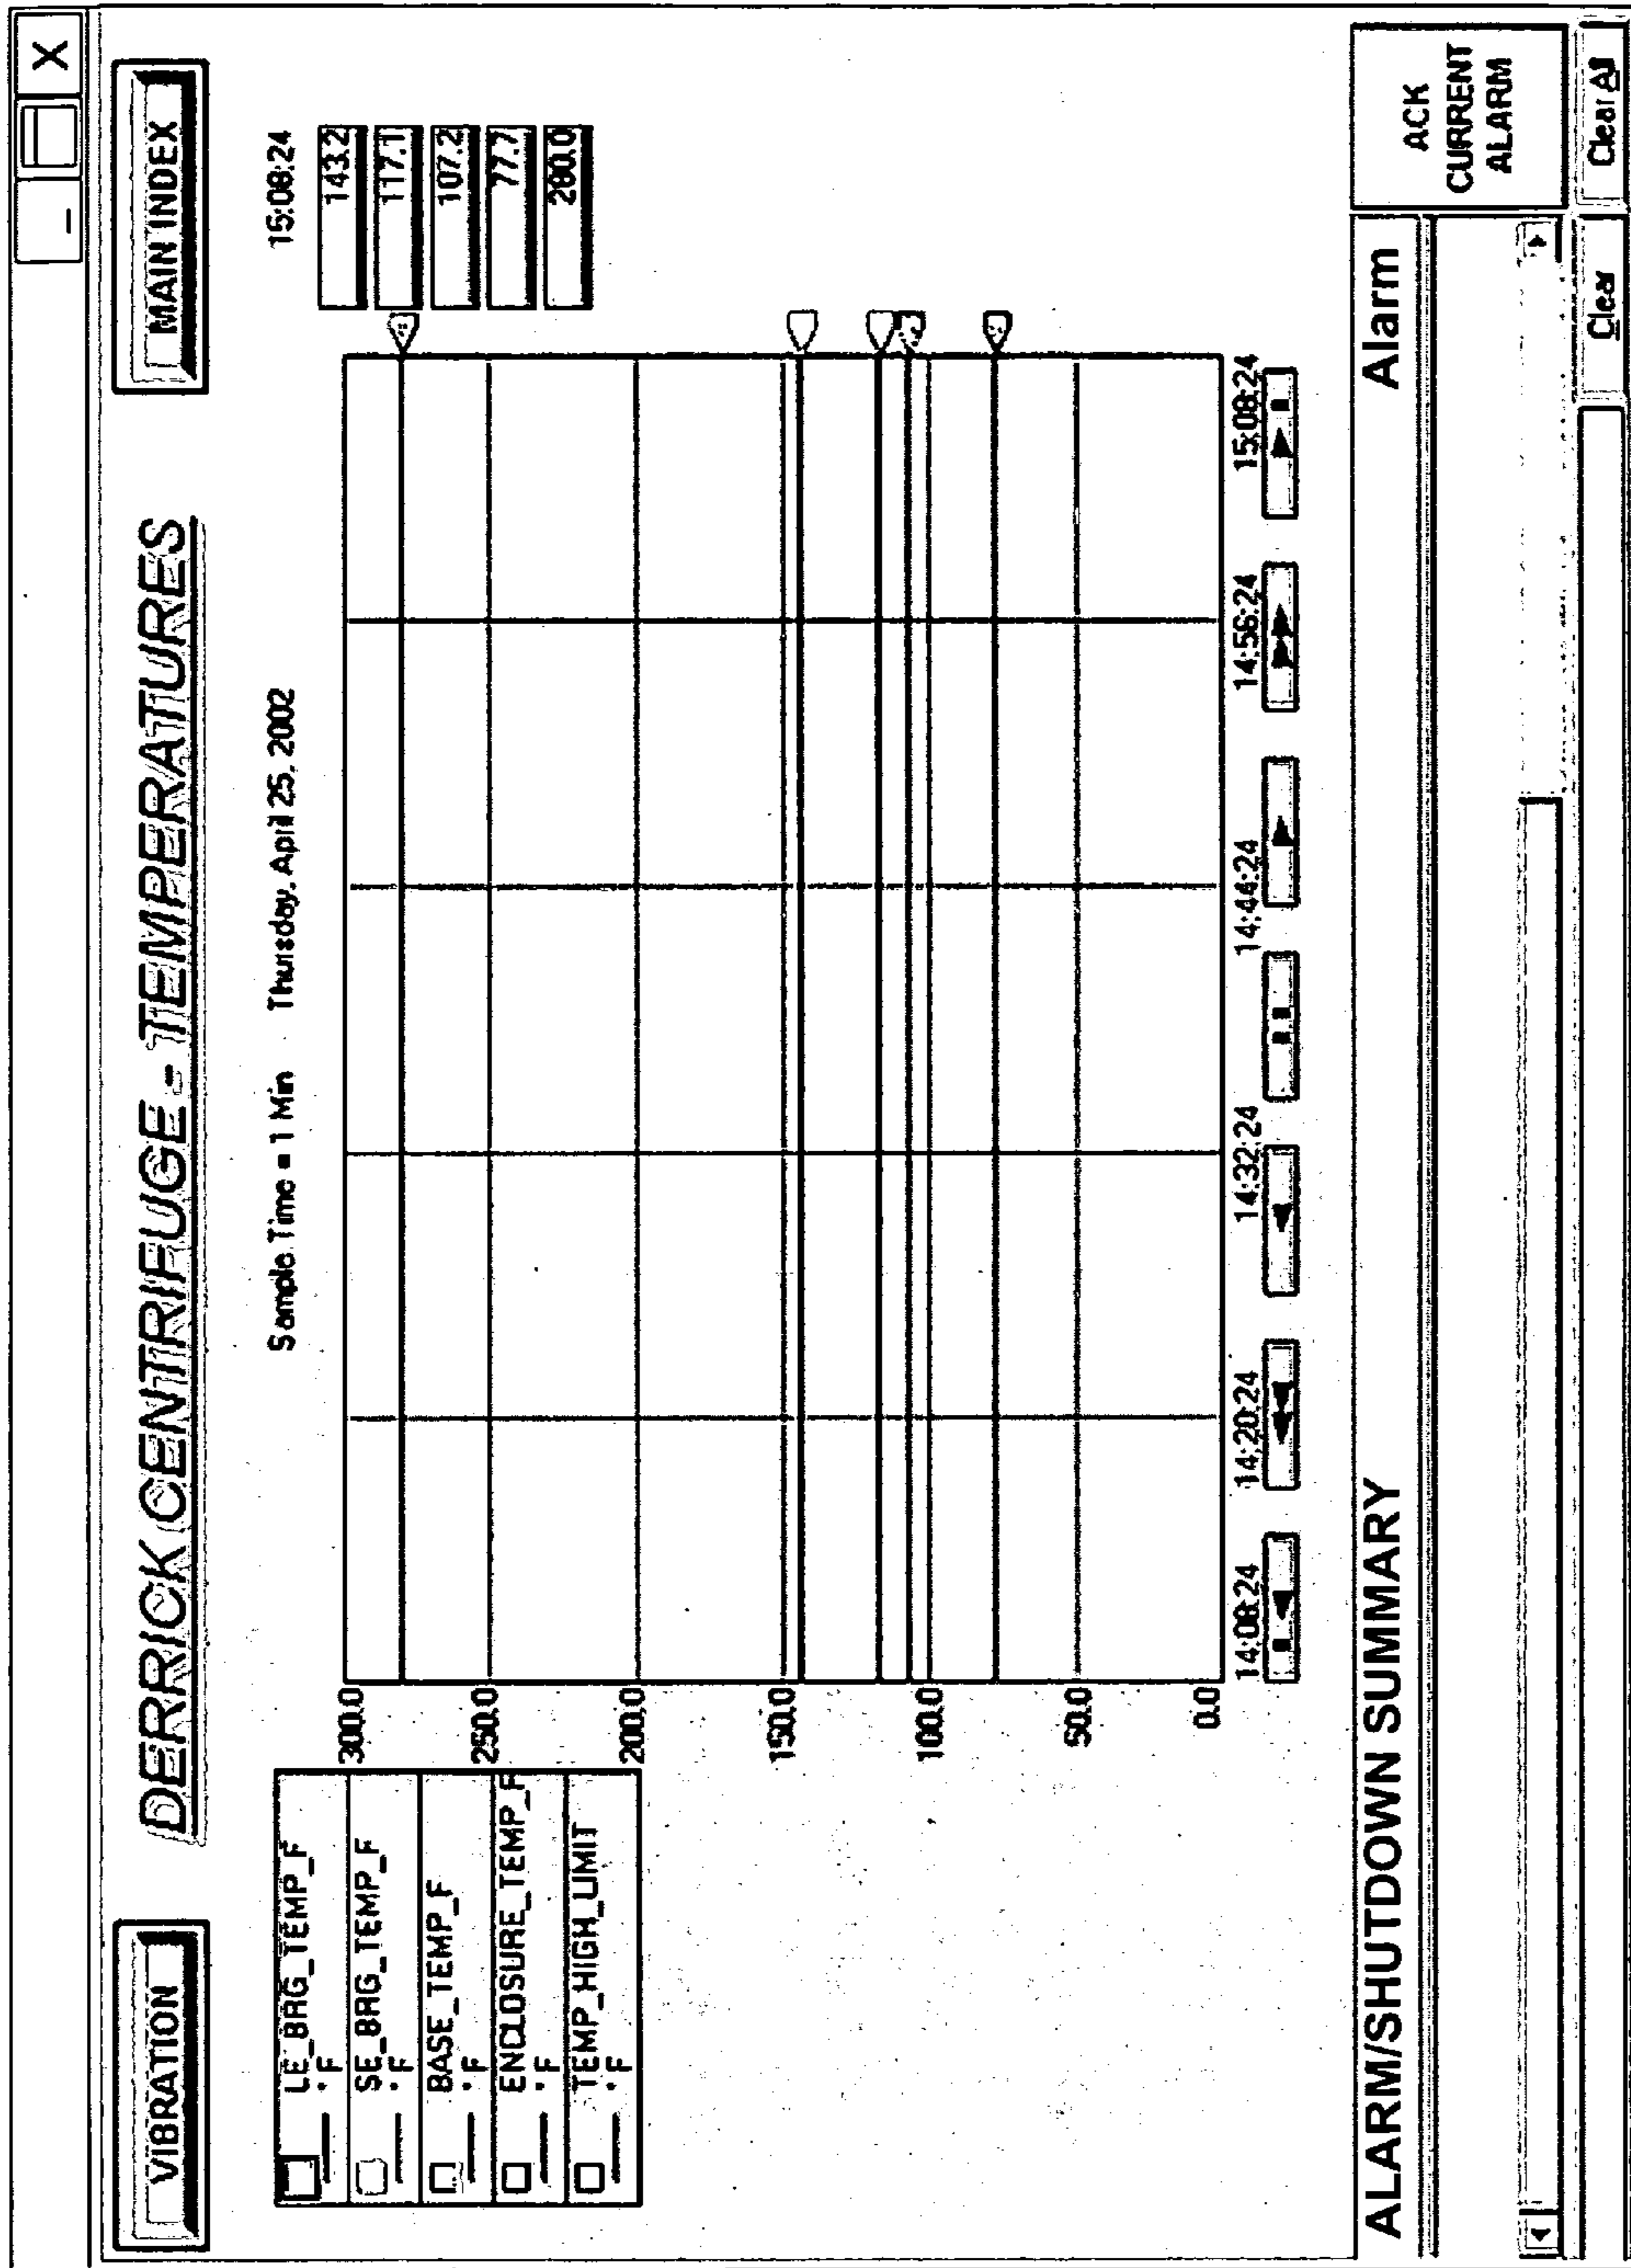 X
VIBRATION
DERRICK CENTRIFUGE - TEMPERATURES
MAIN INDEX
Sample Time = 1 Min Thursday, April 25, 2002
15:08:24
LE_BRG_TEMP_F
°F
SE_BRG_TEMP_F
°F
BASE_TEMP_F
°F
ENCLOSURE_TEMP_F
°F
TEMP_HIGH_LIMIT
°F
300.0
250.0
200.0
150.0
100.0
50.0
0.0
143.2
117.1
107.2
77.7
280.0
14:08:24 14:20:24 14:32:24 14:44:24 14:56:24 15:08:24
ALARM/SHUTDOWN SUMMARY
Alarm
ACK
CURRENT
ALARM
Clear
Clear All